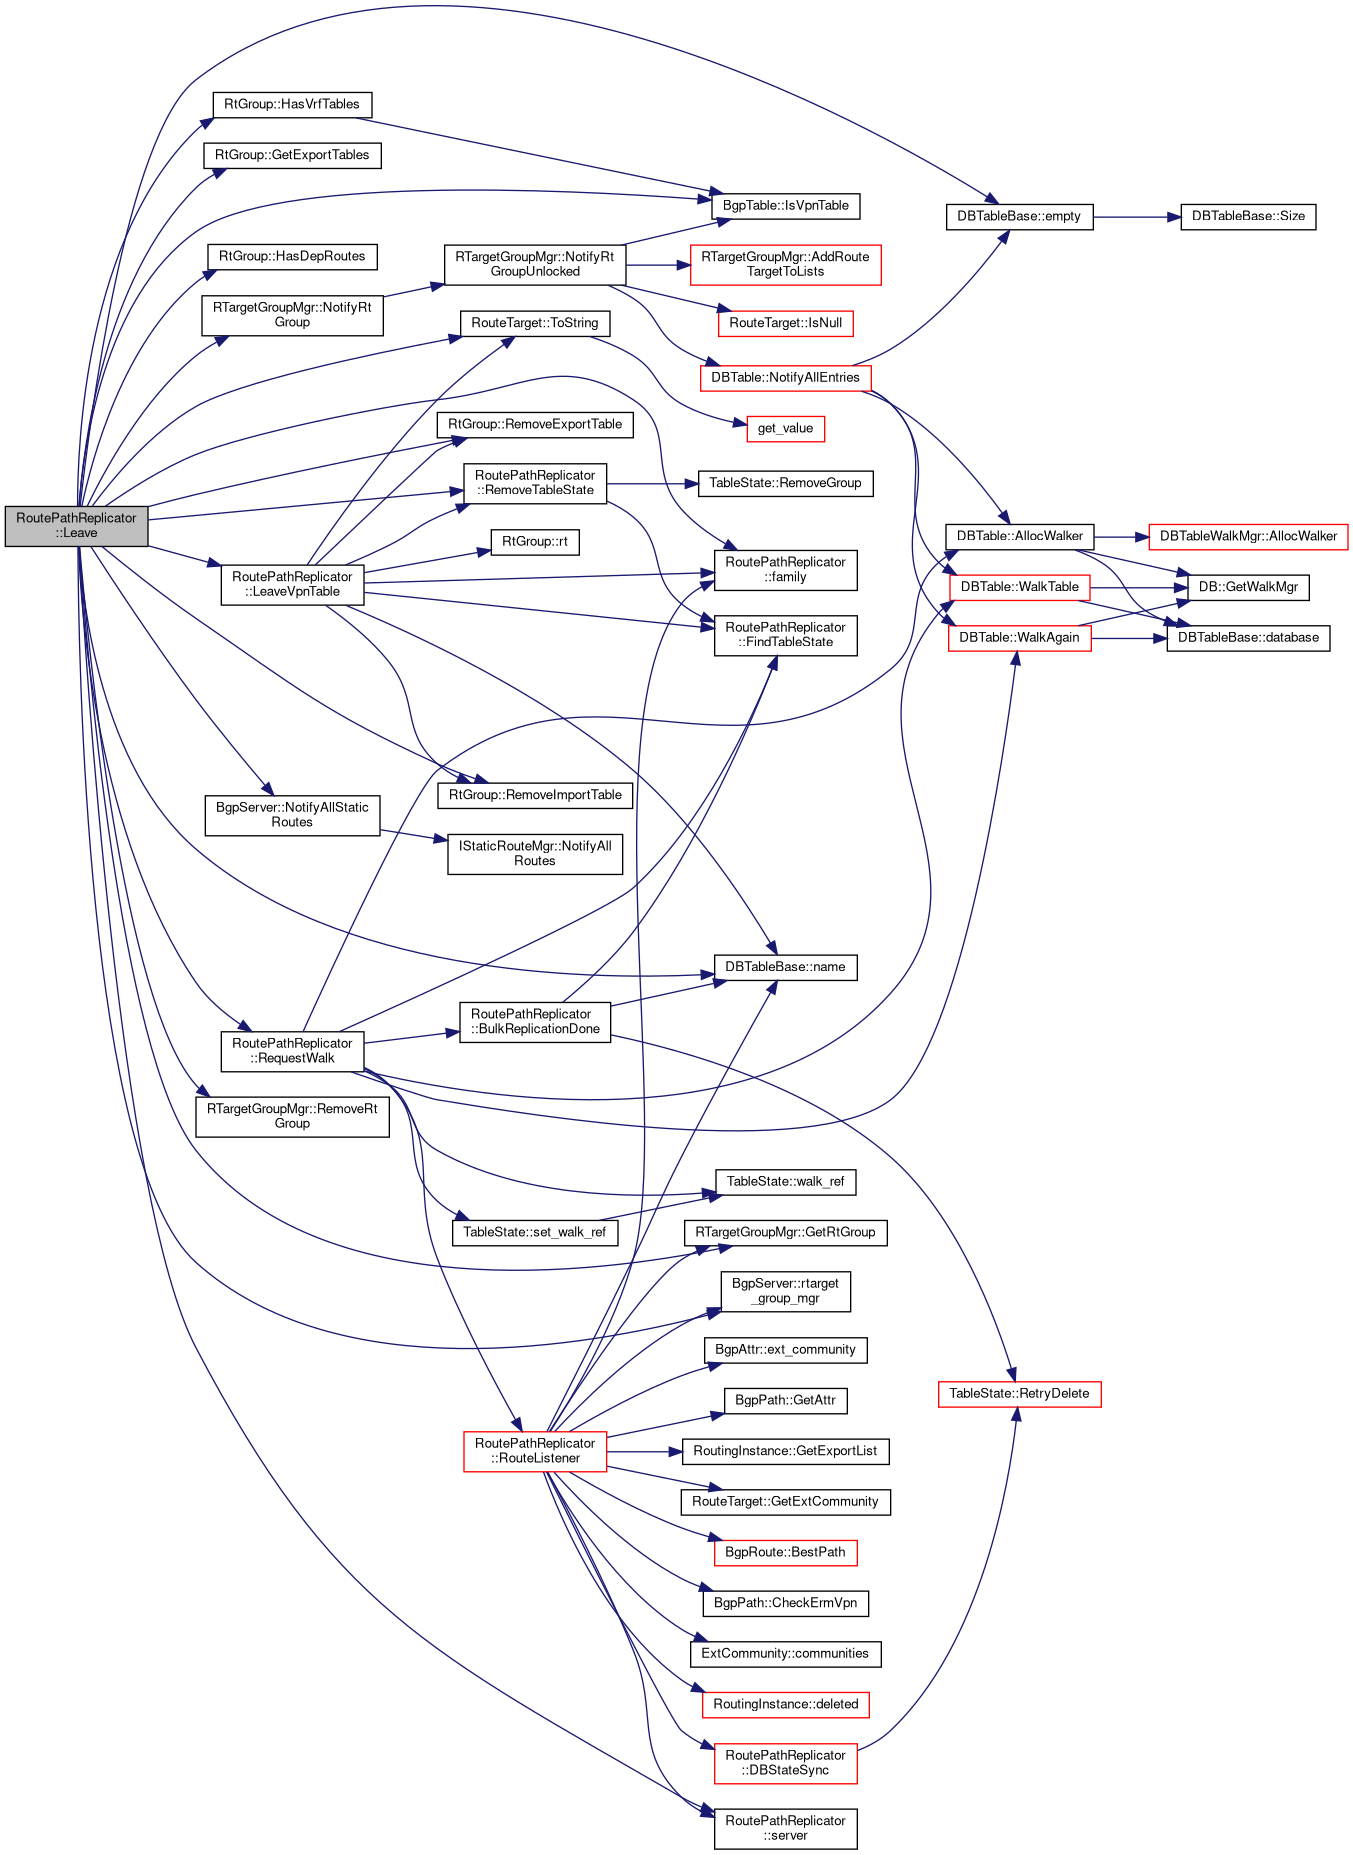 RtGroup::HasVrfTables
RtGroup::GetExportTables
BgpTable::IsVpnTable
DBTableBase::empty
DBTableBase::Size
RtGroup::HasDepRoutes
RTargetGroupMgr::NotifyRt
GroupUnlocked
RTargetGroupMgr::AddRoute
TargetToLists
RTargetGroupMgr::NotifyRt
Group
RouteTarget::ToString
RouteTarget::IsNull
DBTable::NotifyAllEntries
RtGroup::RemoveExportTable
get_value
RoutePathReplicator
::RemoveTableState
TableState::RemoveGroup
RoutePathReplicator
::Leave
RtGroup::rt
DBTable::AllocWalker
DBTableWalkMgr::AllocWalker
RoutePathReplicator
::LeaveVpnTable
RoutePathReplicator
::family
DBTable::WalkTable
DB::GetWalkMgr
RoutePathReplicator
::FindTableState
DBTable::WalkAgain
DBTableBase::database
BgpServer::NotifyAllStatic
Routes
RtGroup::RemoveImportTable
IStaticRouteMgr::NotifyAll
Routes
DBTableBase::name
RoutePathReplicator
::BulkReplicationDone
RoutePathReplicator
::RequestWalk
RTargetGroupMgr::RemoveRt
Group
TableState::walk_ref
TableState::set_walk_ref
RTargetGroupMgr::GetRtGroup
BgpServer::rtarget
_group_mgr
BgpAttr::ext_community
BgpPath::GetAttr
TableState::RetryDelete
RoutePathReplicator
::RouteListener
RoutingInstance::GetExportList
RouteTarget::GetExtCommunity
BgpRoute::BestPath
BgpPath::CheckErmVpn
ExtCommunity::communities
RoutingInstance::deleted
RoutePathReplicator
::DBStateSync
RoutePathReplicator
::server